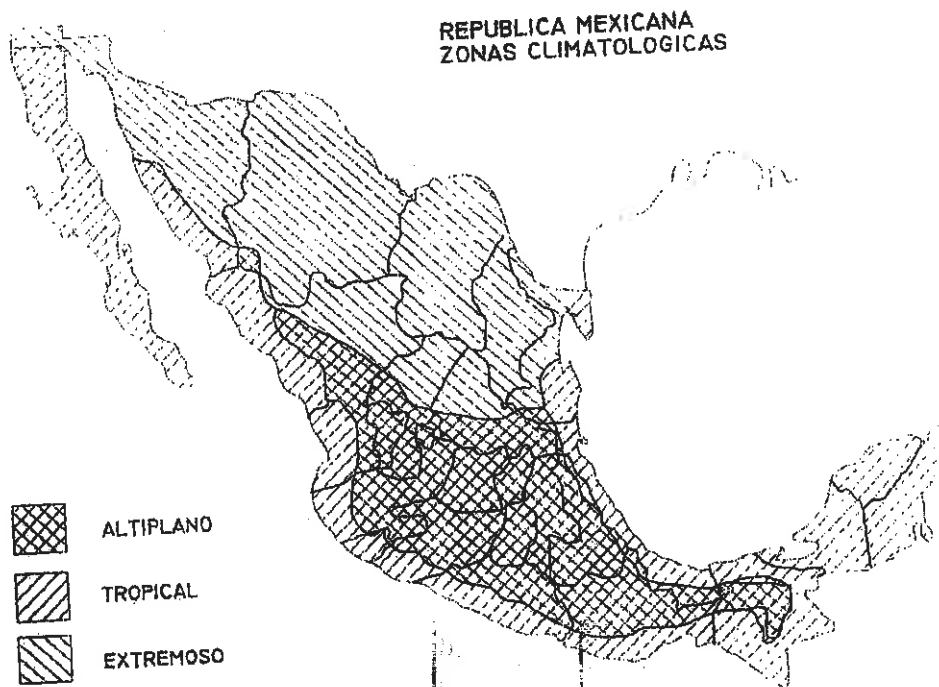 REPUBLICA MEXICANA
ZONAS CLIMATOLOGICAS
ALTIPLANO
TROPICAL
EXTREMOSO